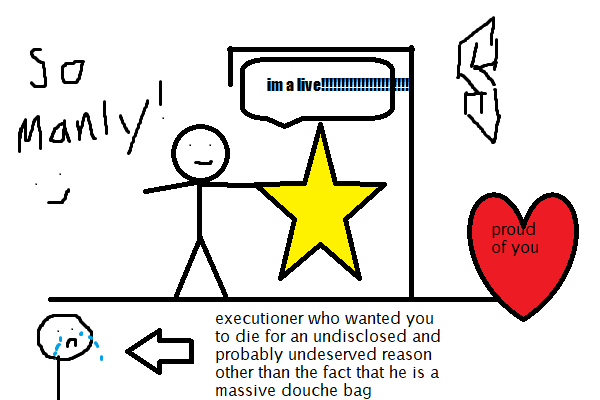 So
Manly!
im a live!!!!!!!!!!!!!!!!!!!!!!!!!!!!!!
proud
of you
executioner who wanted you
to die for an undisclosed and
probably undeserved reason
other than the fact that he is a
massive douche bag